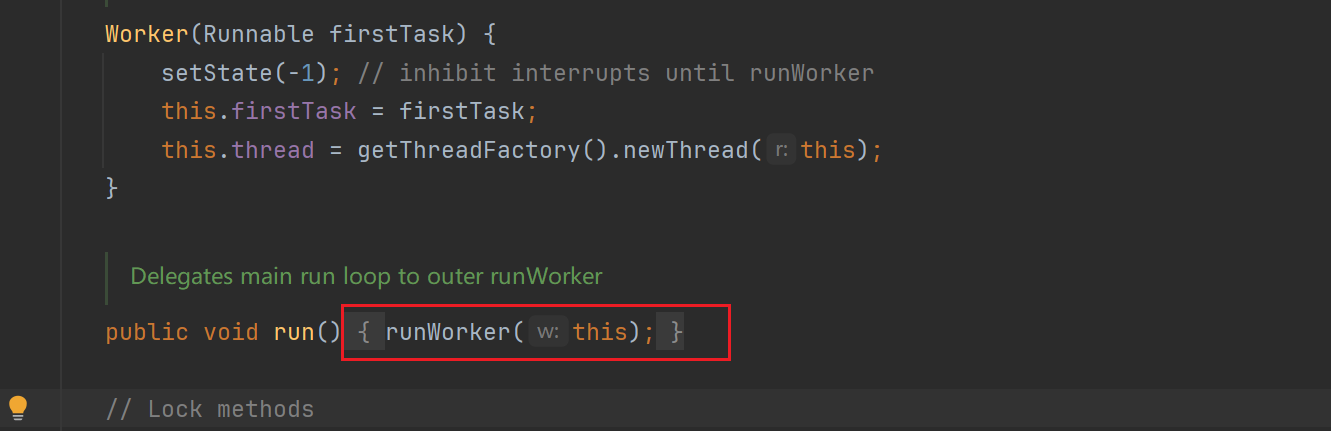 Worker(Runnable firstTask) {
setState(-1); // inhibit interrupts until runWorker
this.firstTask = firstTask;
this.thread = getThreadFactory().newThread( r: this);
}
Delegates main run loop to outer runWorker
public void run() { runWorker( w: this); }
// Lock methods